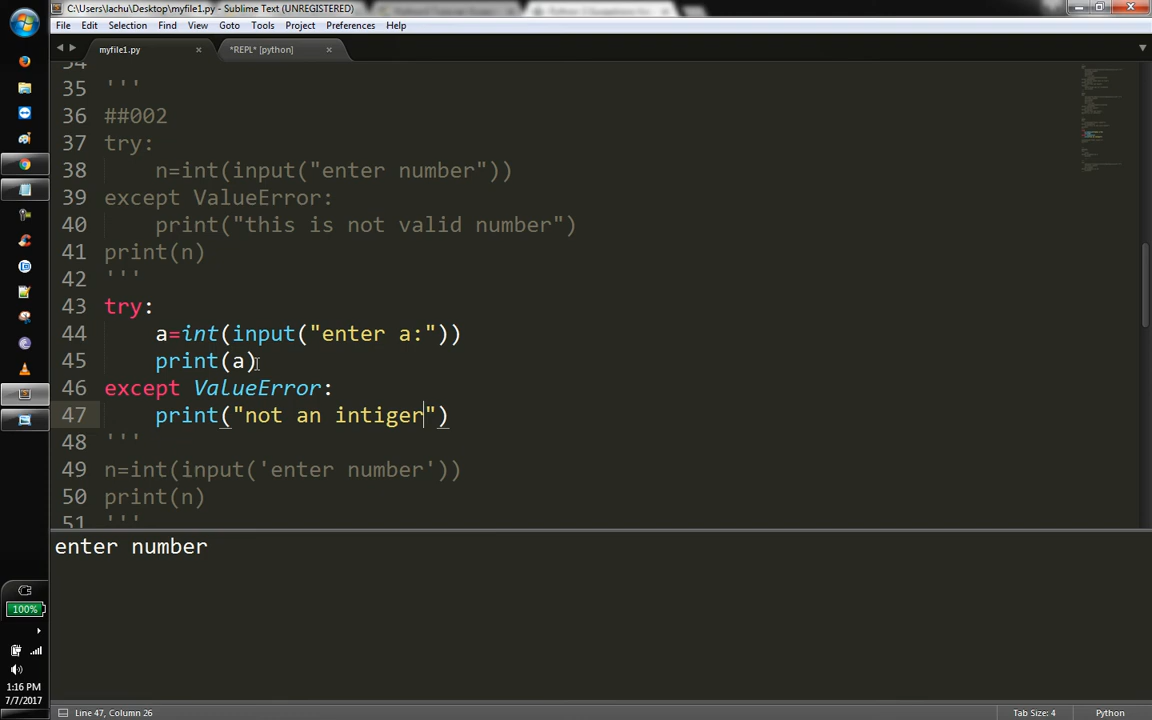 C:\Users\lachu\Desktop\myfile1.py - Sublime Text (UNREGISTERED)
File Edit Selection Find View Goto Tools Project Preferences Help
myfile1.py × *REPL* [python] ×
34
35 '''
36 ##002
37 try:
38 n=int(input("enter number"))
39 except ValueError:
40 print("this is not valid number")
41 print(n)
42 '''
43 try:
44 a=int(input("enter a:"))
45 print(a)
46 except ValueError:
47 print("not an intiger")
48 '''
49 n=int(input('enter number'))
50 print(n)
51 '''
enter number
100%
1:16 PM
7/7/2017
Line 47, Column 26 Tab Size: 4 Python